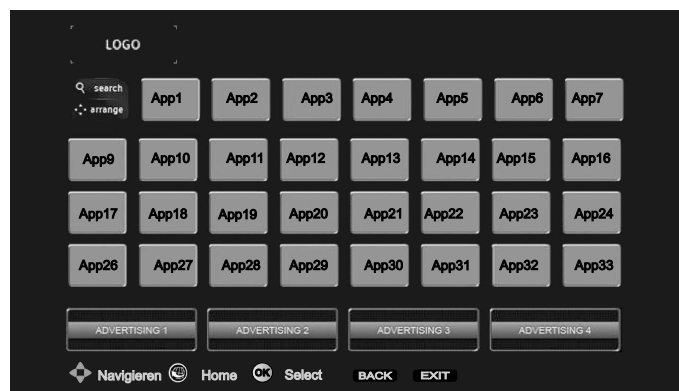 LOGO
search
arrange
App1 App2 App3 App4 App5 App6 App7
App9 App10 App11 App12 App13 App14 App15 App16
App17 App18 App19 App20 App21 App22 App23 App24
App26 App27 App28 App29 App30 App31 App32 App33
ADVERTISING 1 ADVERTISING 2 ADVERTISING 3 ADVERTISING 4
Navigieren Home OK Select BACK EXIT